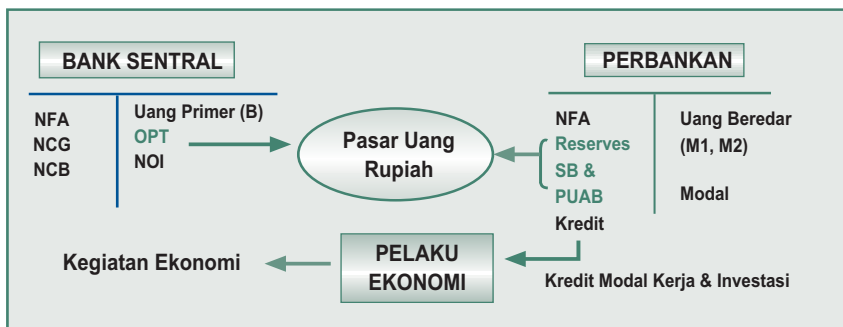 BANK SENTRAL
NFA
NCG
NCB
Uang Primer (B)
OPT
NOI
Pasar Uang
Rupiah
PERBANKAN
NFA
Reserves
SB &
PUAB
Kredit
Uang Beredar
(M1, M2)
Modal
Kegiatan Ekonomi
PELAKU
EKONOMI
Kredit Modal Kerja & Investasi